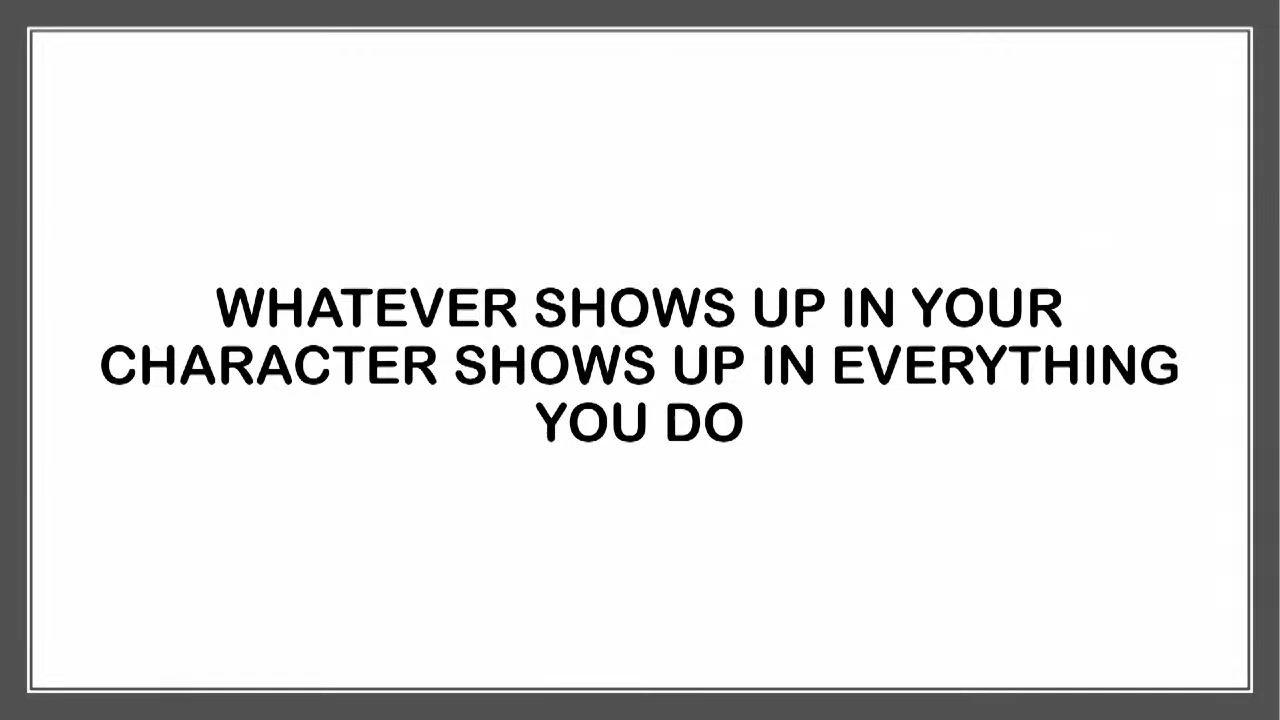 WHATEVER SHOWS UP IN YOUR
CHARACTER SHOWS UP IN EVERYTHING
YOU DO